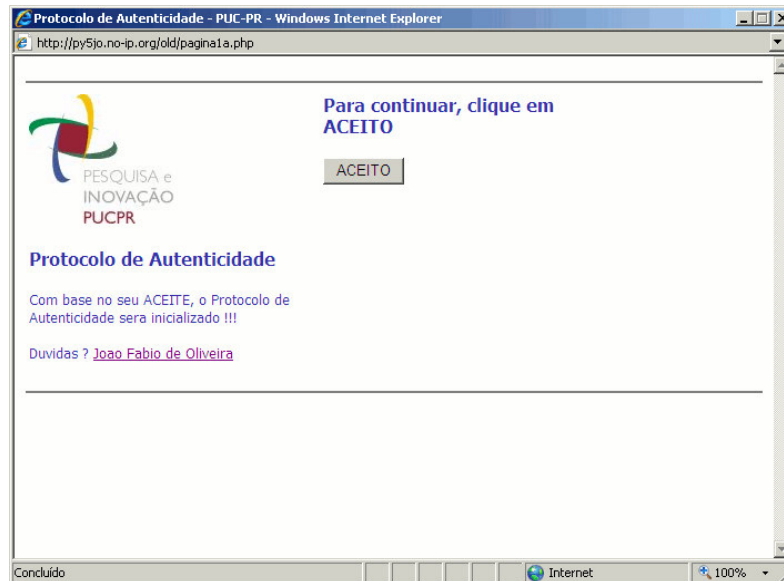 Protocolo de Autenticidade - PUC-PR - Windows Internet Explorer
http://py5jo.no-ip.org/old/pagina1a.php
PESQUISA e
INOVAÇÃO
PUCPR
Para continuar, clique em
ACEITO
ACEITO
Protocolo de Autenticidade
Com base no seu ACEITE, o Protocolo de
Autenticidade sera inicializado !!!
Duvidas ? Joao Fabio de Oliveira
Concluído
Internet
100%